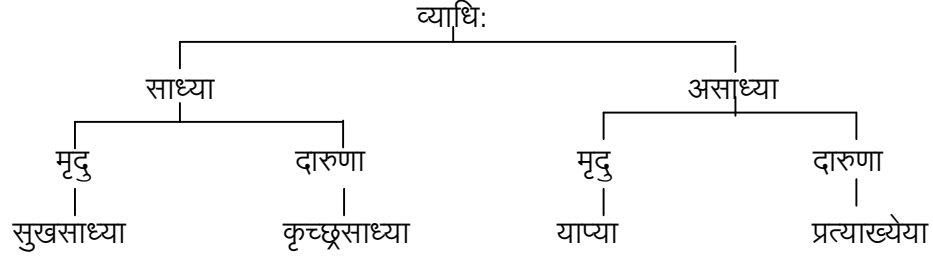 व्याधि:
साध्या असाध्या
मृदु दारुणा मृदु दारुणा
सुखसाध्या कृच्छ्रसाध्या याप्या प्रत्याख्येया